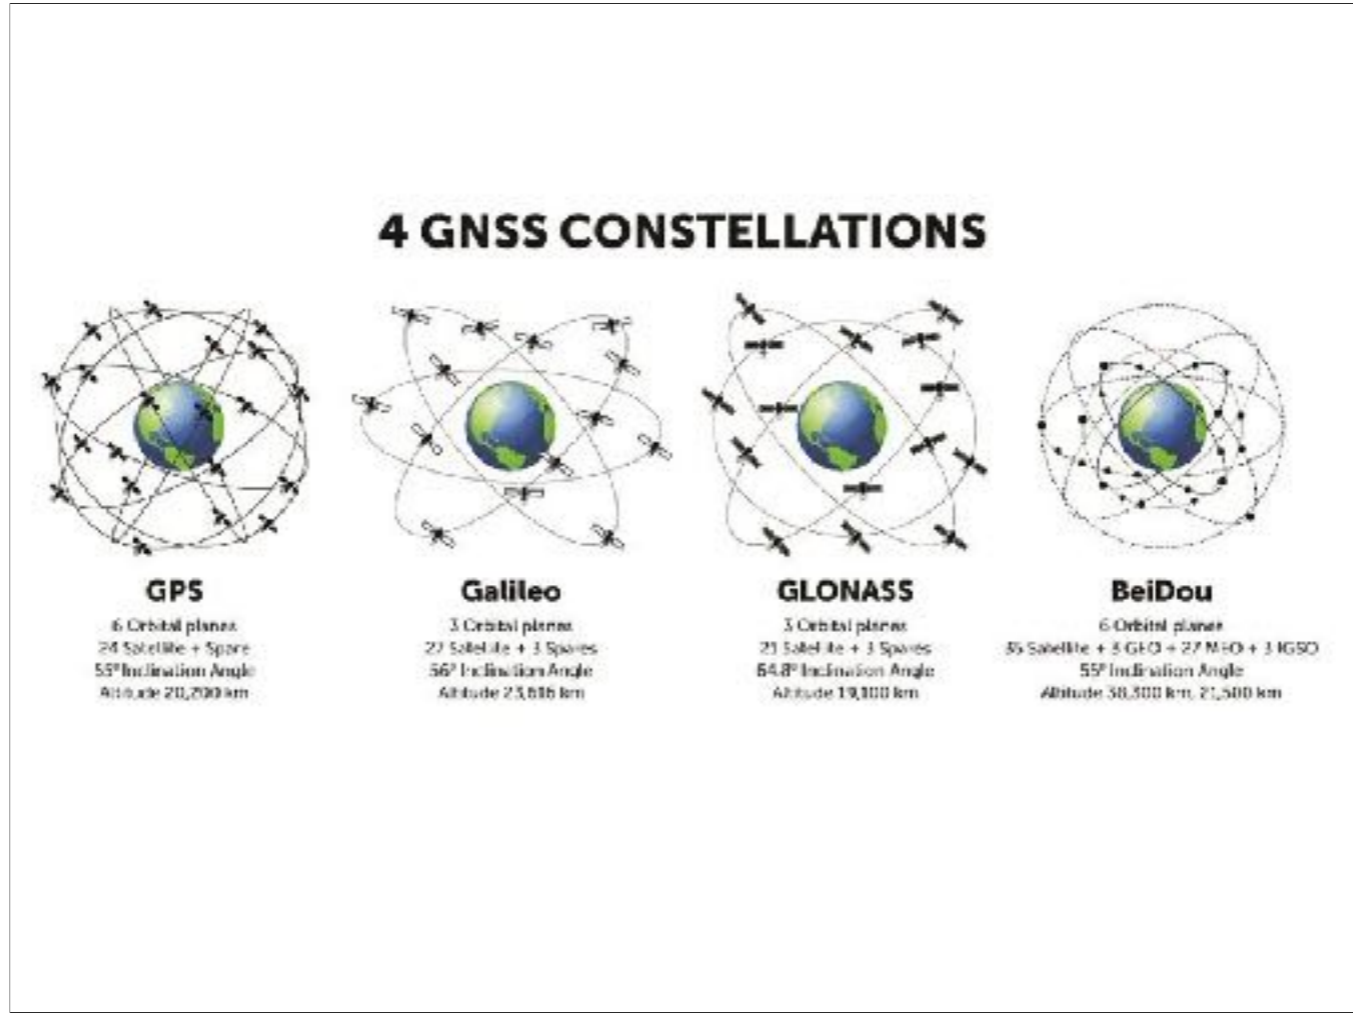 4 GNSS CONSTELLATIONS
GPS
6 Orbital planes
24 Satellite + Spare
55° Inclination Angle
Altitude 20,200 km
Galileo
3 Orbital planes
27 Satellite + 3 Spares
56° Inclination Angle
Altitude 23,616 km
GLONASS
3 Orbital planes
21 Satellite + 3 Spares
64.8° Inclination Angle
Altitude 19,100 km
BeiDou
6 Orbital planes
35 Satellite + 3 GEO + 27 MEO + 3 IGSO
55° Inclination Angle
Altitude 38,300 km, 21,500 km